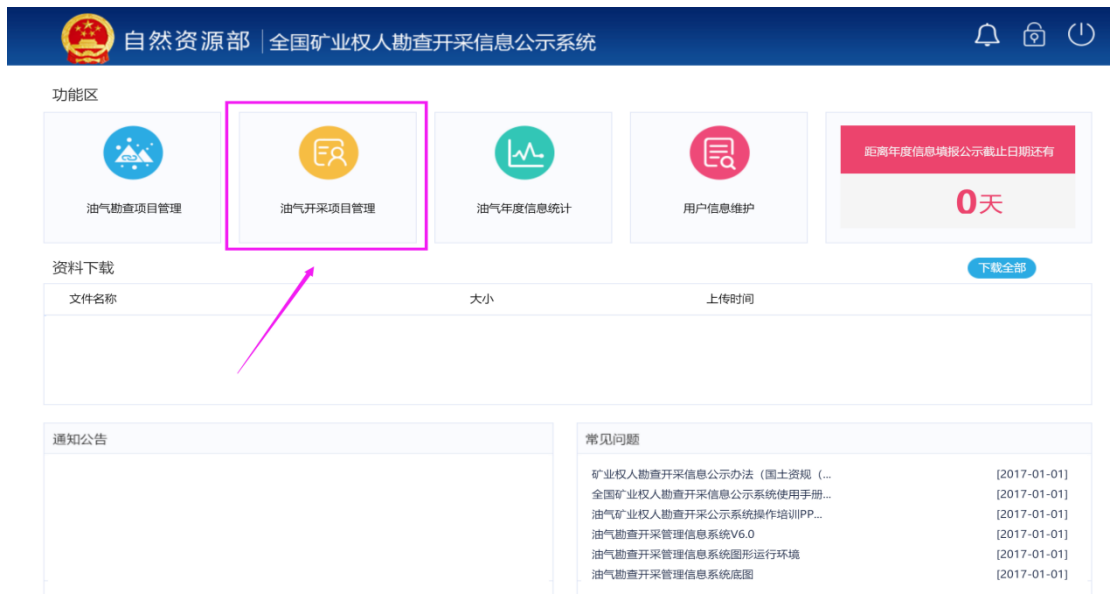 自然资源部 全国矿业权人勘查开采信息公示系统
功能区
油气勘查项目管理
油气开采项目管理
油气年度信息统计
用户信息维护
距离年度信息填报公示截止日期还有
0天
资料下载
下载全部
文件名称 大小 上传时间
通知公告
常见问题
矿业权人勘查开采信息公示办法（国土资规（... [2017-01-01]
全国矿业权人勘查开采信息公示系统使用手册... [2017-01-01]
油气矿业权人勘查开采公示系统操作培训PP... [2017-01-01]
油气勘查开采管理信息系统V6.0 [2017-01-01]
油气勘查开采管理信息系统图形运行环境 [2017-01-01]
油气勘查开采管理信息系统底图 [2017-01-01]